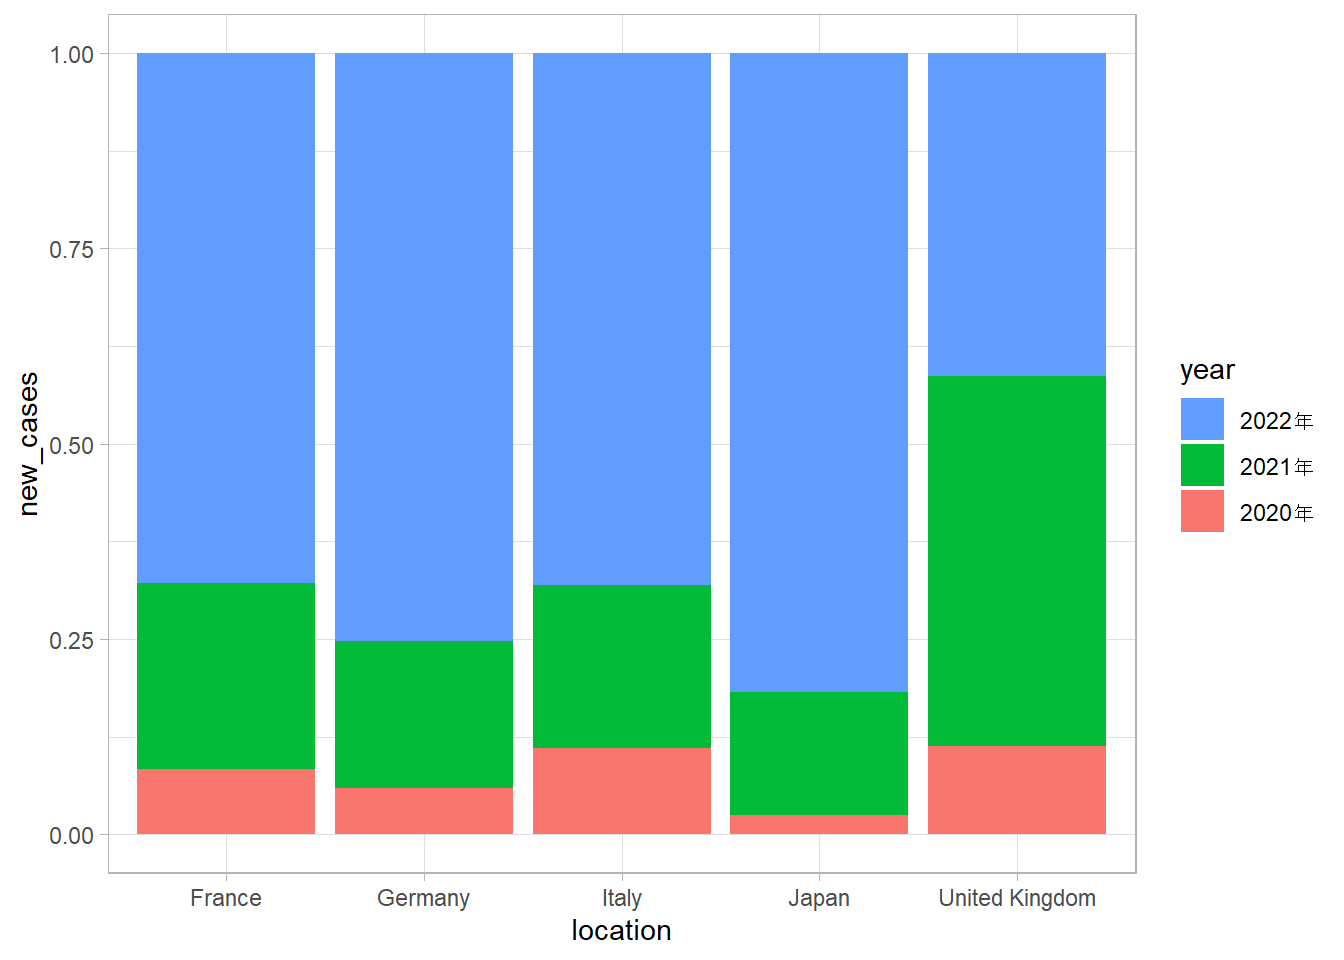 1.00
0.75
0.50
0.25
0.00
new_cases
France
Germany
Italy
Japan
United Kingdom
location
year
2022年
2021年
2020年